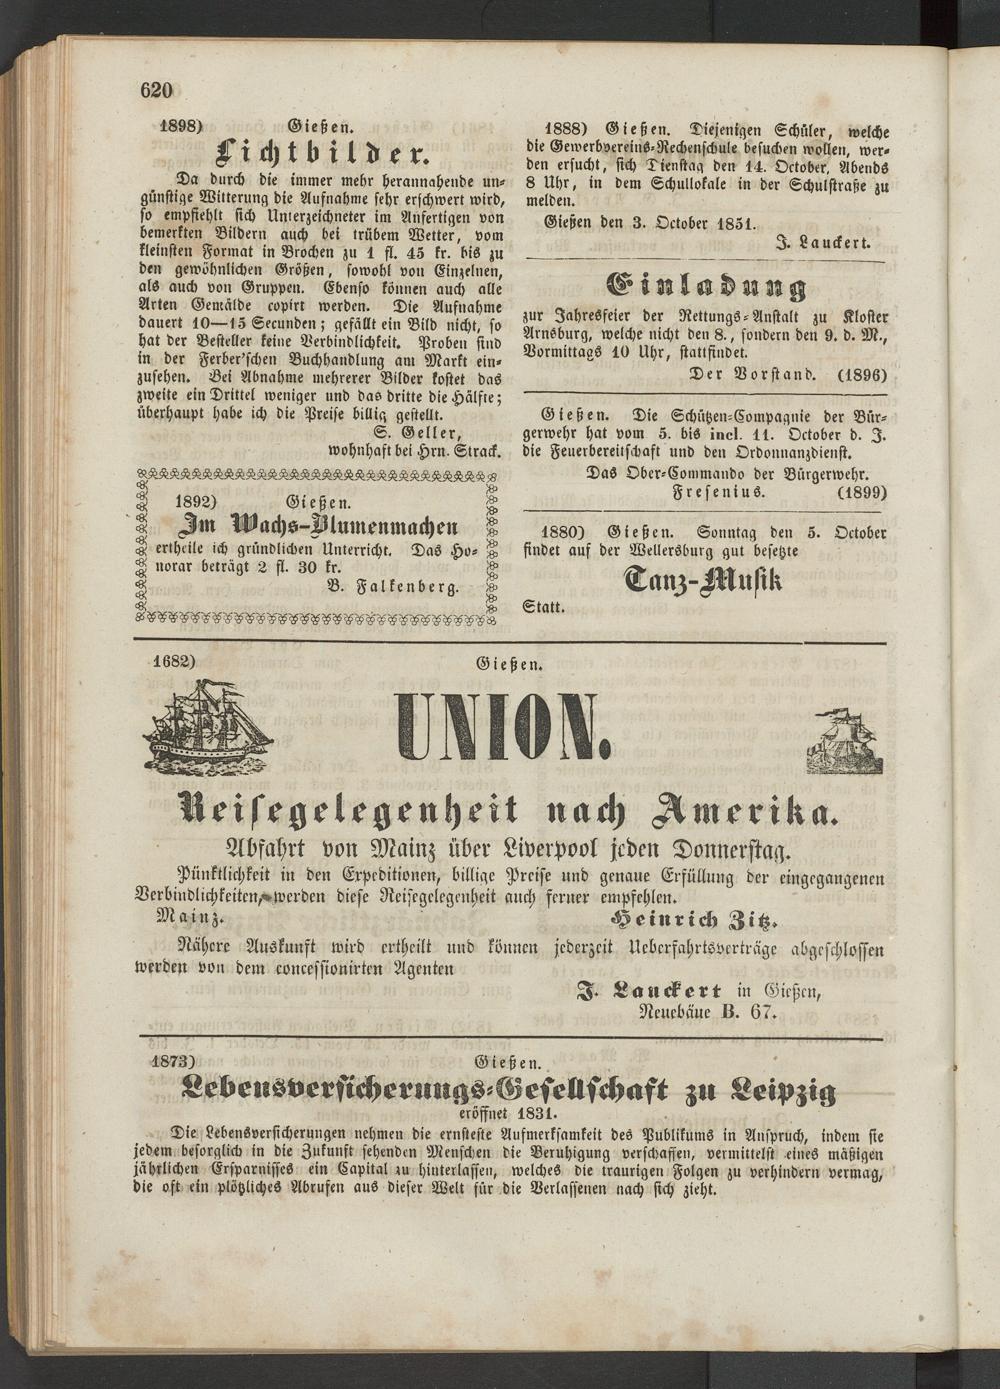 620
1898) Gießen.
Lichtbilder.
Da durch die immer mehr herannahende un-
günstige Witterung die Aufnahme sehr erschwert wird,
so empfiehlt sich Unterzeichneter im Anfertigen von
bemerkten Bildern auch bei trübem Wetter, vom
kleinsten Format in Brochen zu 1 fl. 45 kr. bis zu
den gewöhnlichen Größen, sowohl von Einzelnen,
als auch von Gruppen. Ebenso können auch alle
Arten Gemälde copirt werden. Die Aufnahme
dauert 10—15 Secunden; gefällt ein Bild nicht, so
hat der Besteller keine Verbindlichkeit. Proben sind
in der Ferber'schen Buchhandlung am Markt ein-
zusehen. Bei Abnahme mehrerer Bilder kostet das
zweite ein Drittel weniger und das dritte die Hälfte;
überhaupt habe ich die Preise billig gestellt.
S. Geller,
wohnhaft bei Hrn. Strack.
1892) Gießen.
Im Wachs-Blumenmachen
ertheile ich gründlichen Unterricht. Das Ho-
norar beträgt 2 fl. 30 kr.
B. Falkenberg.
1888) Gießen. Diejenigen Schüler, welche
die Gewerbvereins-Rechenschule besuchen wollen, wer-
den ersucht, sich Dienstag den 14. October, Abends
8 Uhr, in dem Schullokale in der Schulstraße zu
melden.
Gießen den 3. October 1851.
J. Lauckert.
Einladung
zur Jahresfeier der Rettungs-Anstalt zu Kloster
Arnsburg, welche nicht den 8., sondern den 9. d. M.,
Vormittags 10 Uhr, stattfindet.
Der Vorstand. (1896)
Gießen. Die Schützen-Compagnie der Bür-
gerwehr hat vom 5. bis incl. 11. October d. J.
die Feuerbereitschaft und den Ordonnanzdienst.
Das Ober-Commando der Bürgerwehr.
Fresenius. (1899)
1880) Gießen. Sonntag den 5. October
findet auf der Wellersburg gut besetzte
Tanz-Musik
Statt.
1682) Gießen.
UNION.
Reisegelegenheit nach Amerika.
Abfahrt von Mainz über Liverpool jeden Donnerstag.
Pünktlichkeit in den Expeditionen, billige Preise und genaue Erfüllung der eingegangenen
Verbindlichkeiten, werden diese Reisegelegenheit auch ferner empfehlen.
Mainz. Heinrich Zitz.
Nähere Auskunft wird ertheilt und können jederzeit Ueberfahrtsverträge abgeschlossen
werden von dem concessionirten Agenten
J. Lauckert in Gießen,
Neuebäue B. 67.
1873) Gießen.
Lebensversicherungs-Gesellschaft zu Leipzig
eröffnet 1831.
Die Lebensversicherungen nehmen die ernsteste Aufmerksamkeit des Publikums in Anspruch, indem sie
jedem besorglich in die Zukunft sehenden Menschen die Beruhigung verschaffen, vermittelst eines mäßigen
jährlichen Ersparnisses ein Capital zu hinterlassen, welches die traurigen Folgen zu verhindern vermag,
die oft ein plötzliches Abrufen aus dieser Welt für die Verlassenen nach sich zieht.